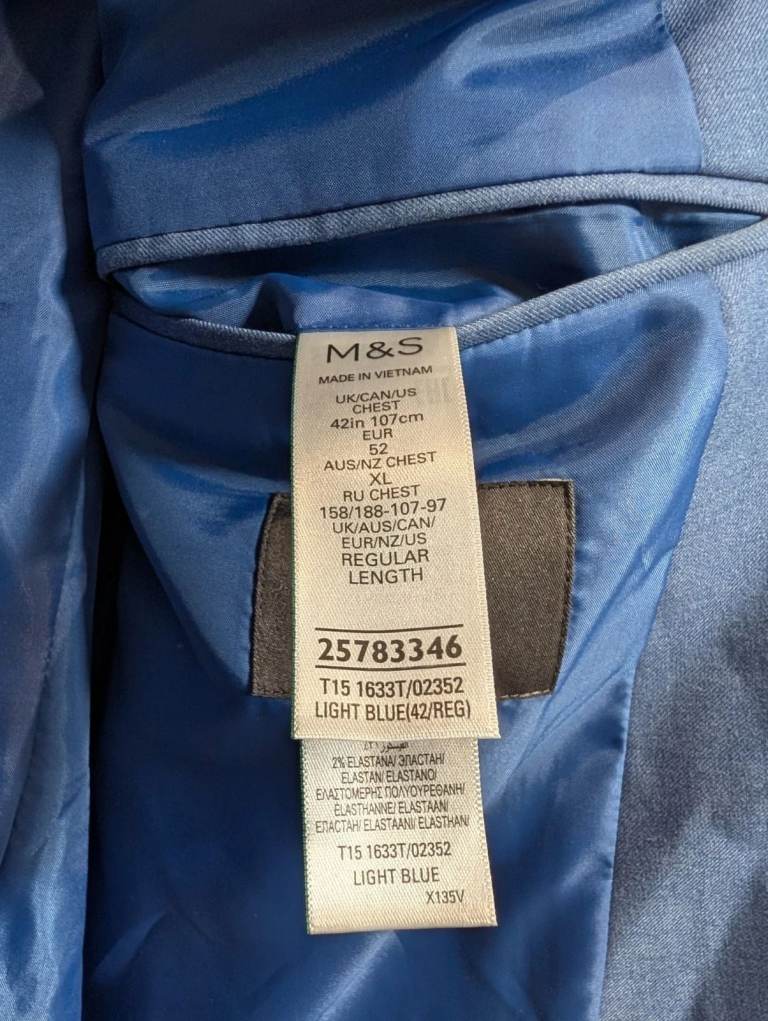 M&S
MADE IN VIETNAM
UK/CAN/US
CHEST
42in 107cm
EUR
52
AUS/NZ CHEST
XL
RU CHEST
158/188-107-97
UK/AUS/CAN/
EUR/NZ/US
REGULAR
LENGTH
25783346
T15 1633T/02352
LIGHT BLUE(42/REG)
2% ELASTANA/ ЭЛАСТАН/
ELASTAN/ ELASTANO/
ΕΛΑΣΤΟΜΕΡΗΣ ΠΟΛΥΟΥΡΕΘΑΝΗ/
ÉLASTHANNE/ ELASTAAN/
ЕЛАСТАН/ ELASTAANI/ ELASTHAN/
T15 1633T/02352
LIGHT BLUE
X135V